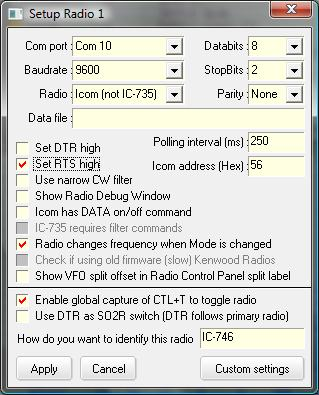 Setup Radio 1
Com port : Com 10 Databits : 8
Baudrate : 9600 StopBits : 2
Radio : Icom (not IC-735) Parity : None
Data file :
Polling interval (ms) : 250
Set DTR high
Set RTS high Icom address (Hex) : 56
Use narrow CW filter
Show Radio Debug Window
Icom has DATA on/off command
IC-735 requires filter commands
Radio changes frequency when Mode is changed
Check if using old firmware (slow) Kenwood Radios
Show VFO split offset in Radio Control Panel split label
Enable global capture of CTL+T to toggle radio
Use DTR as SO2R switch (DTR follows primary radio)
How do you want to identify this radio IC-746
Apply Cancel Custom settings